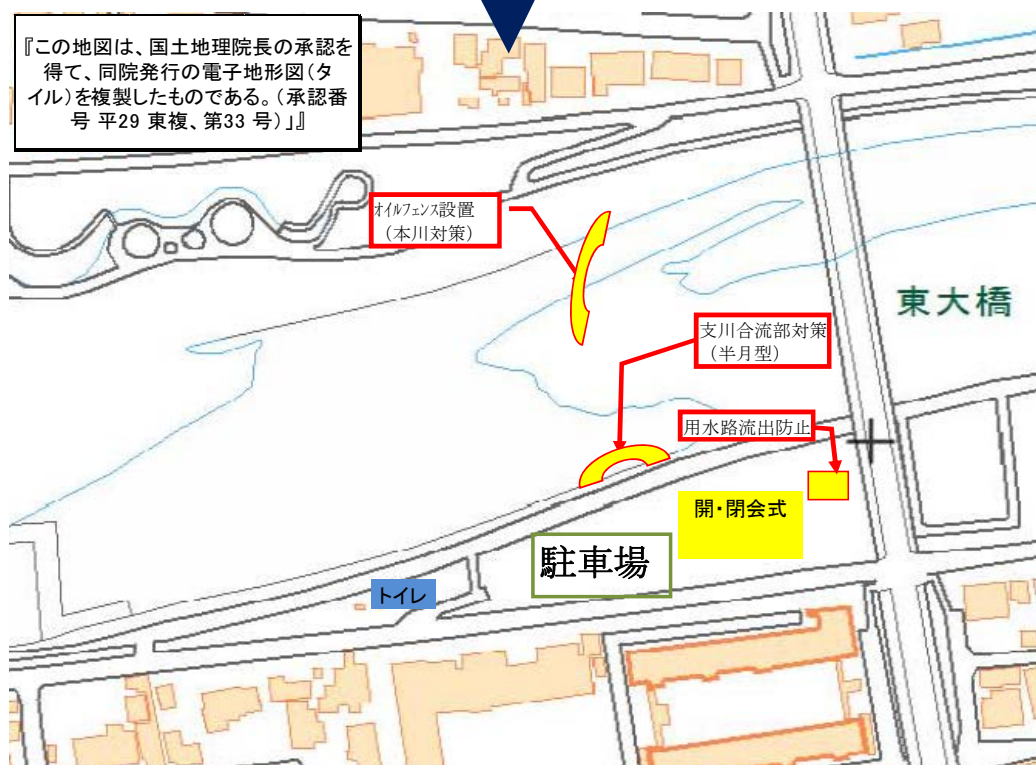 『この地図は、国土地理院長の承認を
得て、同院発行の電子地形図(タ
イル)を複製したものである。(承認番
号 平29 東複、第33 号)」』
ｵｲﾙﾌｪﾝｽ設置
(本川対策)
東大橋
支川合流部対策
(半月型)
用水路流出防止
開・閉会式
駐車場
トイレ